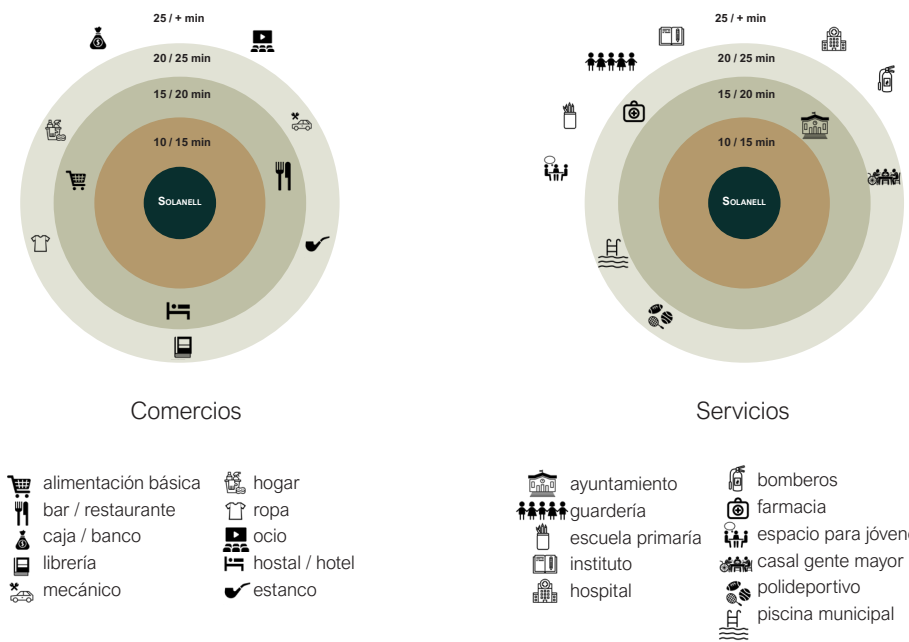 25 / + min
20 / 25 min
15 / 20 min
10 / 15 min
SOLANELL
Comercios
alimentación básica
bar / restaurante
caja / banco
librería
mecánico
hogar
ropa
ocio
hostal / hotel
estanco
25 / + min
20 / 25 min
15 / 20 min
10 / 15 min
SOLANELL
Servicios
ayuntamiento
guardería
escuela primaria
instituto
hospital
bomberos
farmacia
espacio para jóven
casal gente mayor
polideportivo
piscina municipal